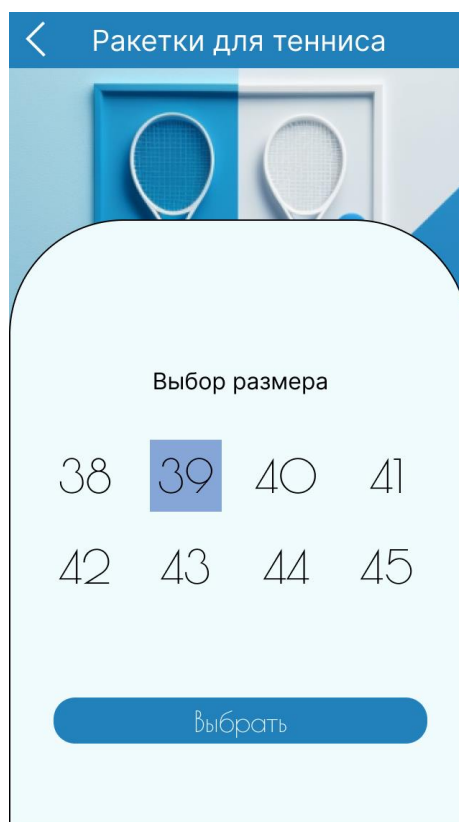 Ракетки для тенниса
Выбор размера
38 39 40 41
42 43 44 45
Выбрать